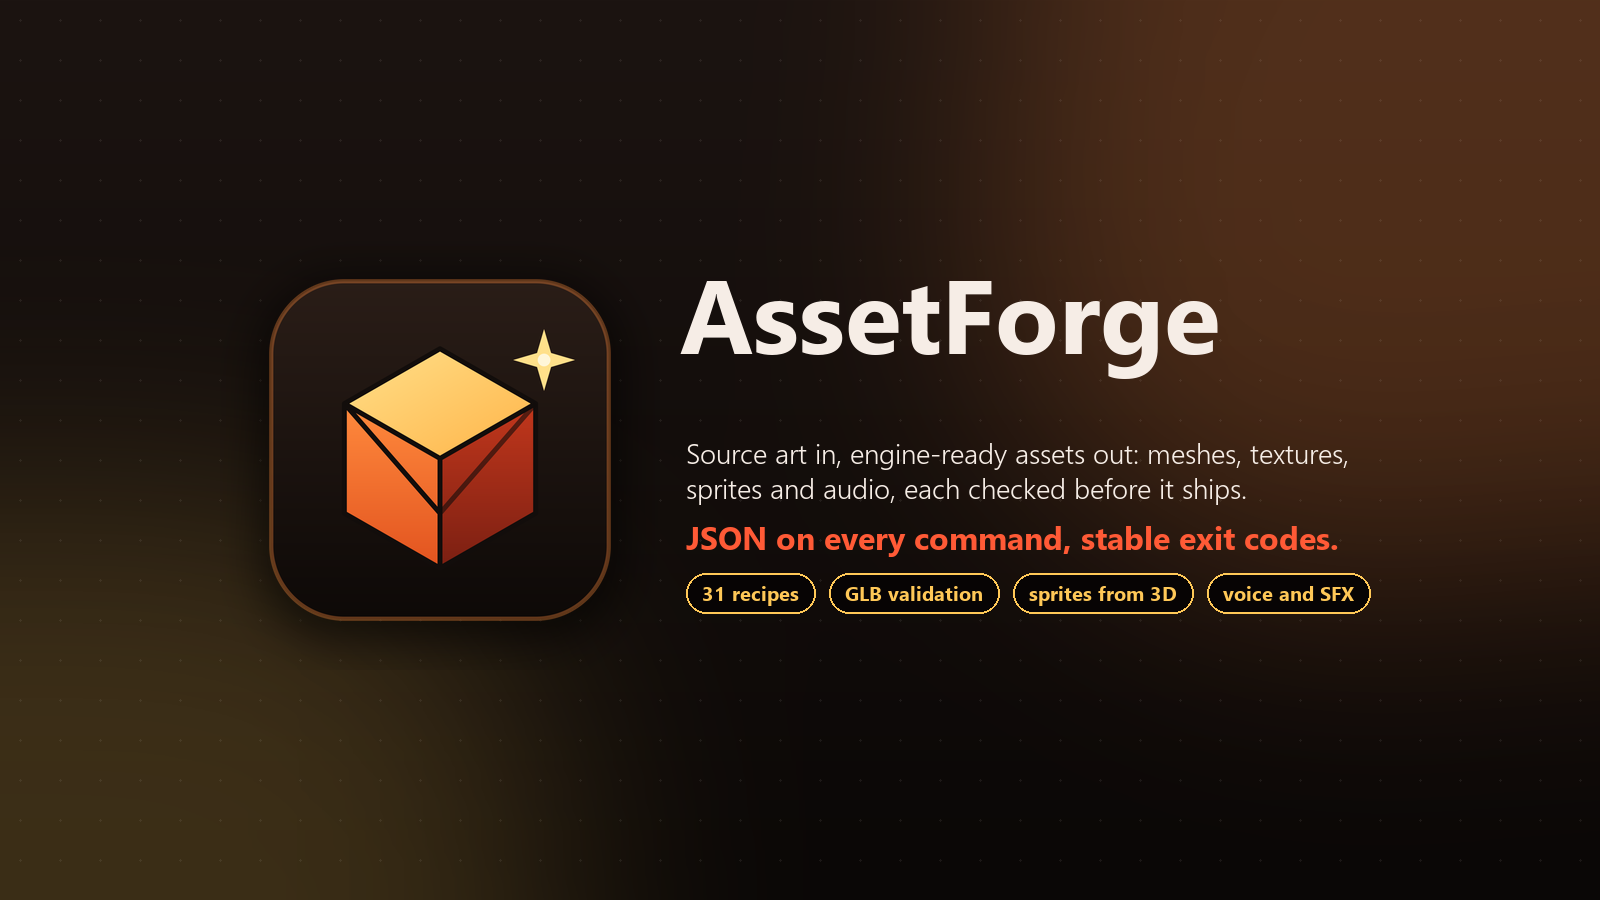 AssetForge
Source art in, engine-ready assets out: meshes, textures,
sprites and audio, each checked before it ships.
JSON on every command, stable exit codes.
31 recipes
GLB validation
sprites from 3D
voice and SFX